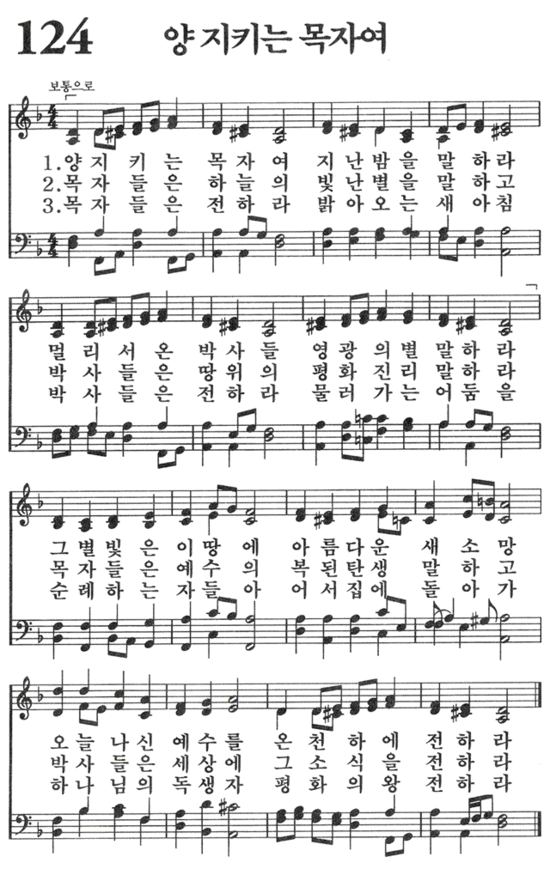 124 양 지키는 목자여
보통으로
1.양 지 키 는 목 자 여 지 난 밤 을 말 하 라
2.목 자 들 은 하 늘 의 빛 난 별 을 말 하 고
3.목 자 들 은 전 하 라 밝 아 오 는 새 아 침
멀 리 서 온 박 사 들 영 광 의 별 말 하 라
박 사 들 은 땅 위 의 평 화 진 리 말 하 라
박 사 들 은 전 하 라 물 러 가 는 어 둠 을
그 별 빛 은 이 땅 에 아 름 다 운 새 소 망
목 자 들 은 예 수 의 복 된 탄 생 말 하 고
순 례 하 는 자 들 아 어 서 집 에 돌 아 가
오 늘 나 신 예 수 를 온 천 하 에 전 하 라
박 사 들 은 세 상 에 그 소 식 을 전 하 라
하 나 님 의 독 생 자 평 화 의 왕 전 하 라